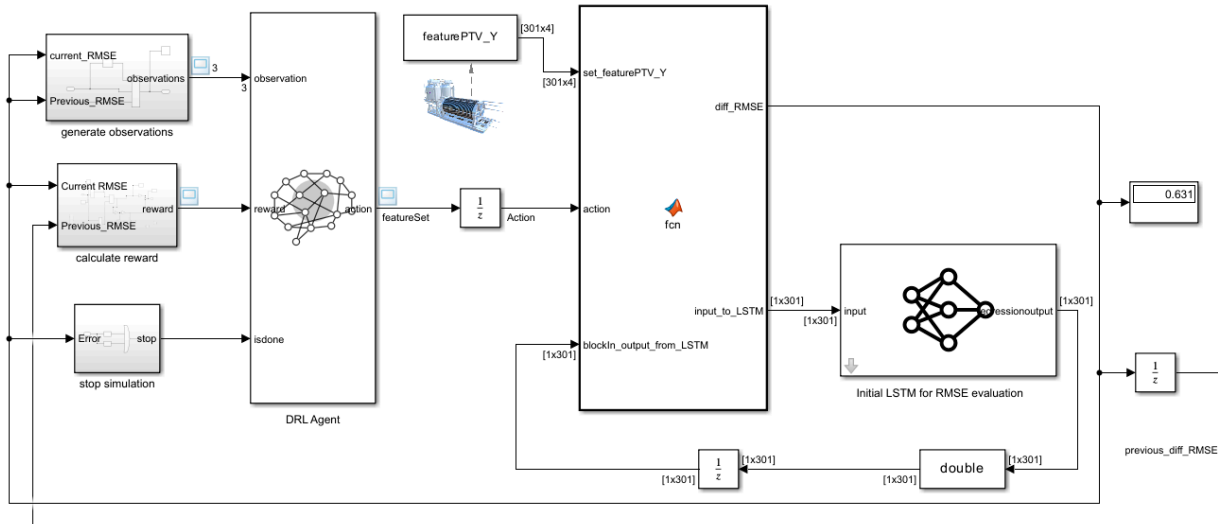 current_RMSE
observations
Previous_RMSE
generate observations
3
3
observation
Current RMSE
reward
Previous_RMSE
calculate reward
Error
stop
stop simulation
reward
action
isdone
DRL Agent
featureSet
1
z
Action
featurePTV_Y
[301x4]
[301x4]
set_featurePTV_Y
diff_RMSE
action
fcn
input_to_LSTM
blockIn_output_from_LSTM
[1x301]
[1x301]
[1x301]
input
regressionoutput
[1x301]
Initial LSTM for RMSE evaluation
0.631
1
z
previous_diff_RMSE
[1x301]
double
[1x301]
[1x301]
1
z
[1x301]